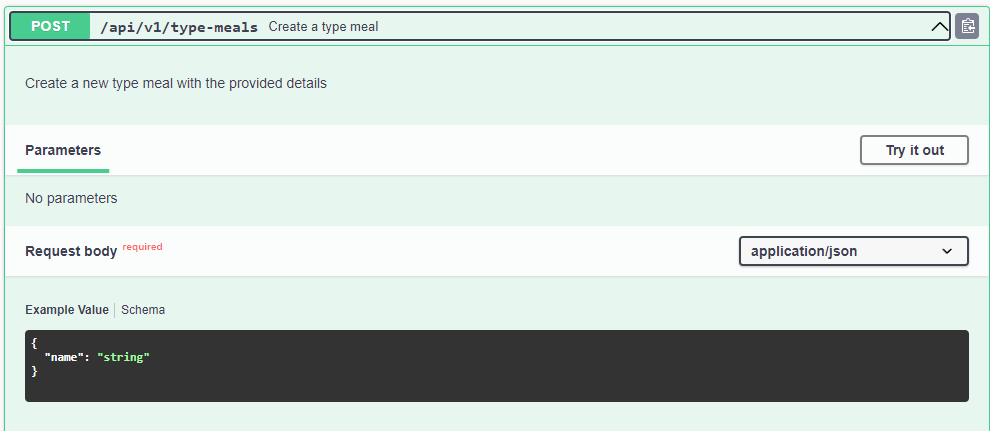 POST /api/v1/type-meals Create a type meal
Create a new type meal with the provided details
Parameters Try it out
No parameters
Request body required application/json
Example Value Schema
{
"name": "string"
}